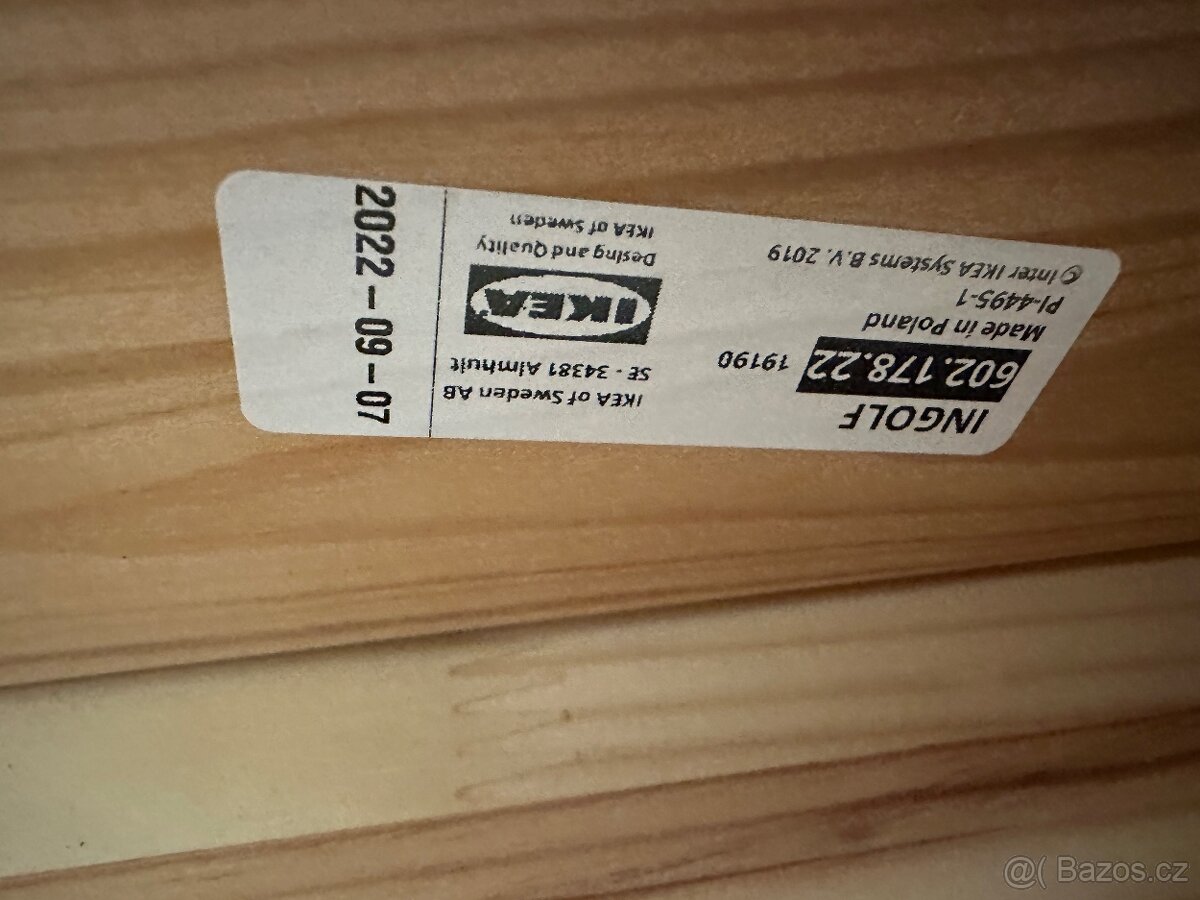 INGOLF
602.178.22 19190
Made in Poland
PI-4495-1
© Inter IKEA Systems B.V. 2019
IKEA of Sweden AB
SE - 34381 Almhult
IKEA
Desing and Quality
IKEA of Sweden
2022-09-07
@( Bazos.cz